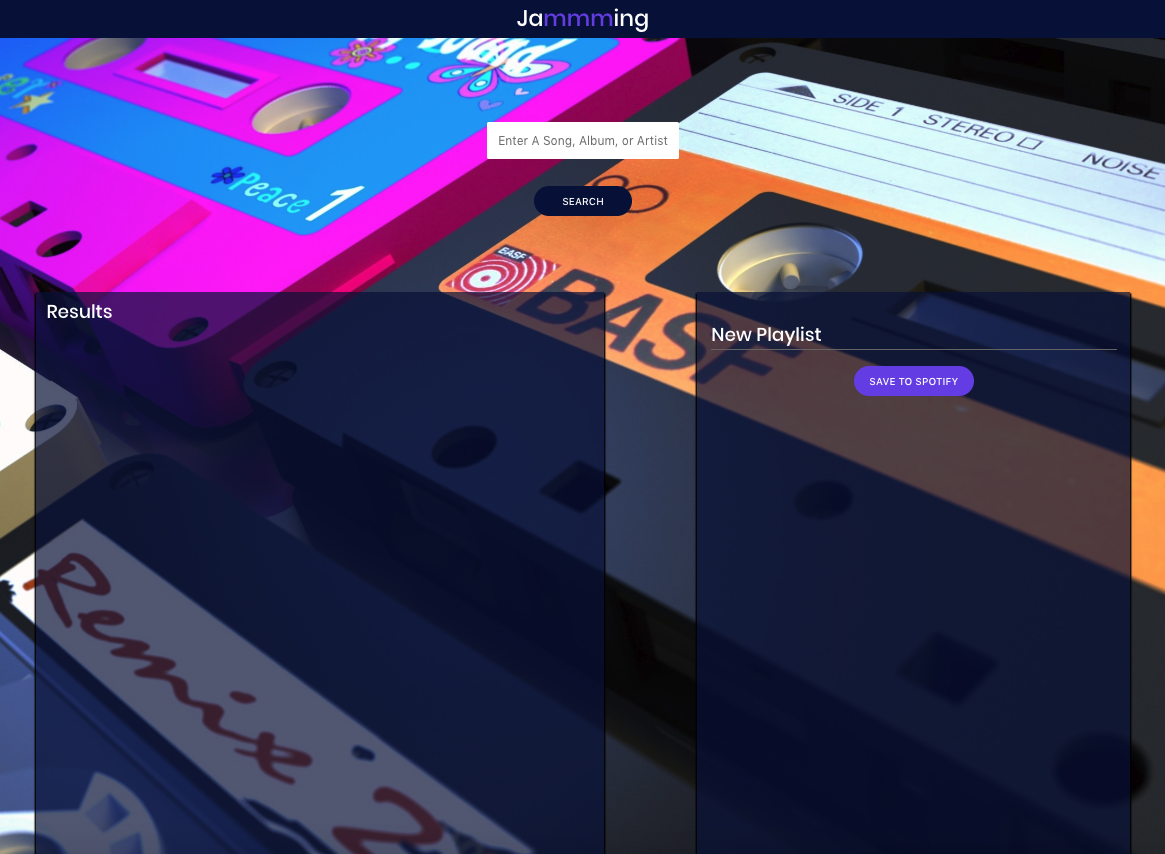 Jammming
Peace 1
SIDE 1 STEREO
NOISE
Enter A Song, Album, or Artist
SEARCH
BASF
BASF
Results
New Playlist
SAVE TO SPOTIFY
Remix 2